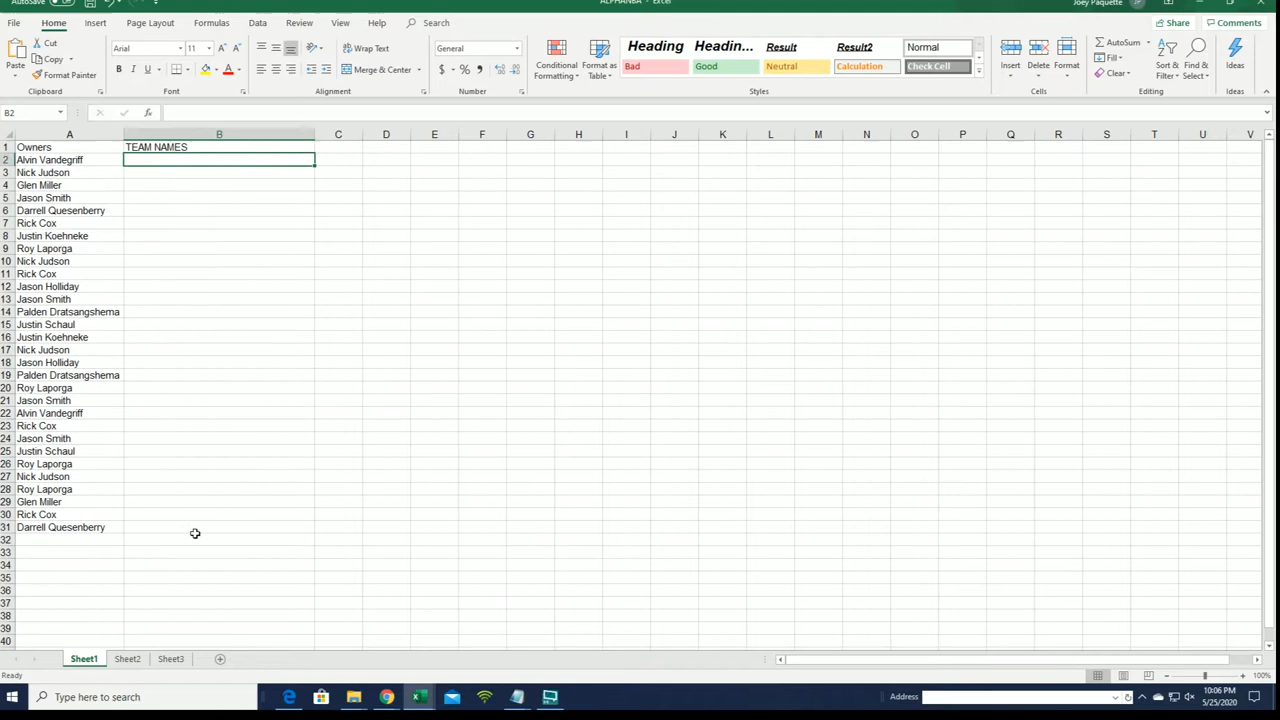 AutoSave Off ALPHANBA - Excel Joey Paquette JP
File Home Insert Page Layout Formulas Data Review View Help Search Share Comments
Paste Cut Copy Format Painter Clipboard
Arial 11 A A B I U A Font
ab Wrap Text Merge & Center Alignment
General $ % , Number
Conditional Formatting Format as Table
Heading Headin... Result Result2 Normal
Bad Good Neutral Calculation Check Cell
Styles
Insert Delete Format Cells
AutoSum Fill Clear Sort & Filter Find & Select Editing
Ideas Ideas
B2 fx
A B C D E F G H I J K L M N O P Q R S T U V
1 Owners TEAM NAMES
2 Alvin Vandegriff
3 Nick Judson
4 Glen Miller
5 Jason Smith
6 Darrell Quesenberry
7 Rick Cox
8 Justin Koehneke
9 Roy Laporga
10 Nick Judson
11 Rick Cox
12 Jason Holliday
13 Jason Smith
14 Palden Dratsangshema
15 Justin Schaul
16 Justin Koehneke
17 Nick Judson
18 Jason Holliday
19 Palden Dratsangshema
20 Roy Laporga
21 Jason Smith
22 Alvin Vandegriff
23 Rick Cox
24 Jason Smith
25 Justin Schaul
26 Roy Laporga
27 Nick Judson
28 Roy Laporga
29 Glen Miller
30 Rick Cox
31 Darrell Quesenberry
32
33
34
35
36
37
38
39
40
Sheet1 Sheet2 Sheet3
Ready 100%
Type here to search Address 10:06 PM
5/25/2020